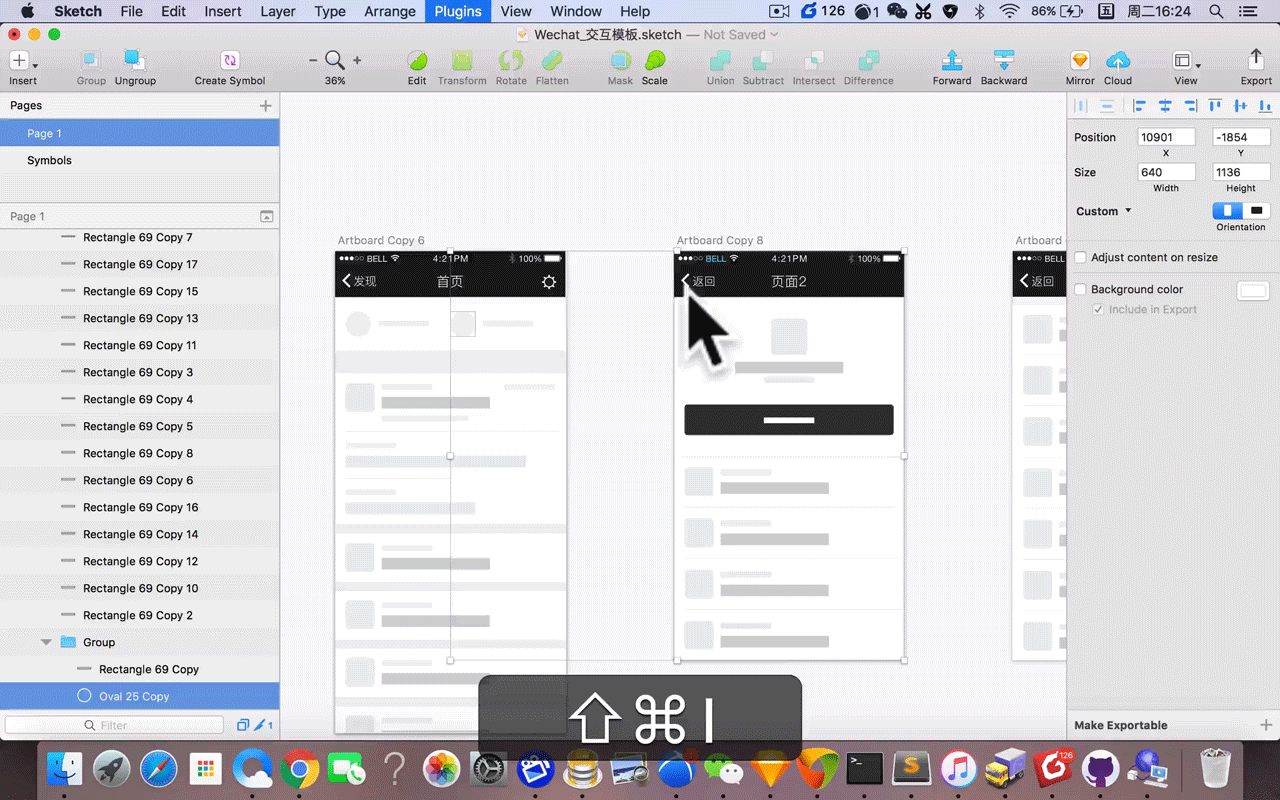 Sketch File Edit Insert Layer Type Arrange Plugins View Window Help 126 1 86% 五 周二16:24
Wechat_交互模板.sketch — Not Saved
Insert Group Ungroup Create Symbol 36% Edit Transform Rotate Flatten Mask Scale Union Subtract Intersect Difference Forward Backward Mirror Cloud View Export
Pages
Page 1
Symbols
Page 1
Rectangle 69 Copy 7
Rectangle 69 Copy 17
Rectangle 69 Copy 15
Rectangle 69 Copy 13
Rectangle 69 Copy 11
Rectangle 69 Copy 3
Rectangle 69 Copy 4
Rectangle 69 Copy 5
Rectangle 69 Copy 8
Rectangle 69 Copy 6
Rectangle 69 Copy 16
Rectangle 69 Copy 14
Rectangle 69 Copy 12
Rectangle 69 Copy 10
Rectangle 69 Copy 2
Group
Rectangle 69 Copy
Oval 25 Copy
Filter 1
Artboard Copy 6
BELL 4:21PM 100%
发现 首页
Artboard Copy 8
BELL 4:21PM 100%
返回 页面2
Artboard
BELL
返回
⇧⌘I
Position 10901 -1854
X Y
Size 640 1136
Width Height
Custom
Orientation
Adjust content on resize
Background color
Include in Export
Make Exportable
126